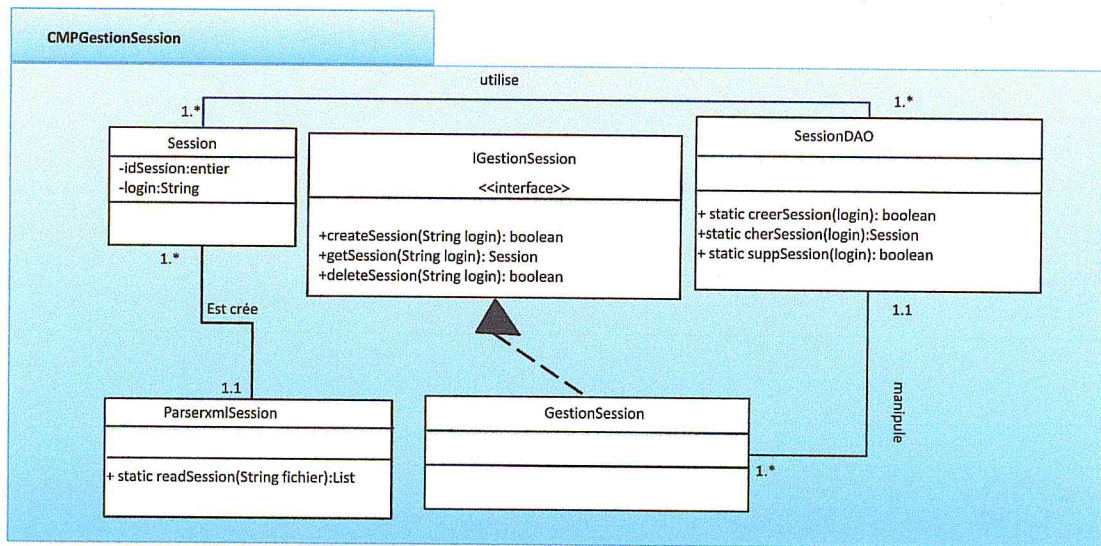 CMPGestionSession
utilise
1.*
1.*
Session
-idSession:entier
-login:String
IGestionSession
<<interface>>
+createSession(String login): boolean
+getSession(String login): Session
+deleteSession(String login): boolean
SessionDAO
+ static creerSession(login): boolean
+static cherSession(login):Session
+ static suppSession(login): boolean
1.*
Est crée
1.1
1.1
manipule
1.*
ParserxmlSession
+ static readSession(String fichier):List
GestionSession